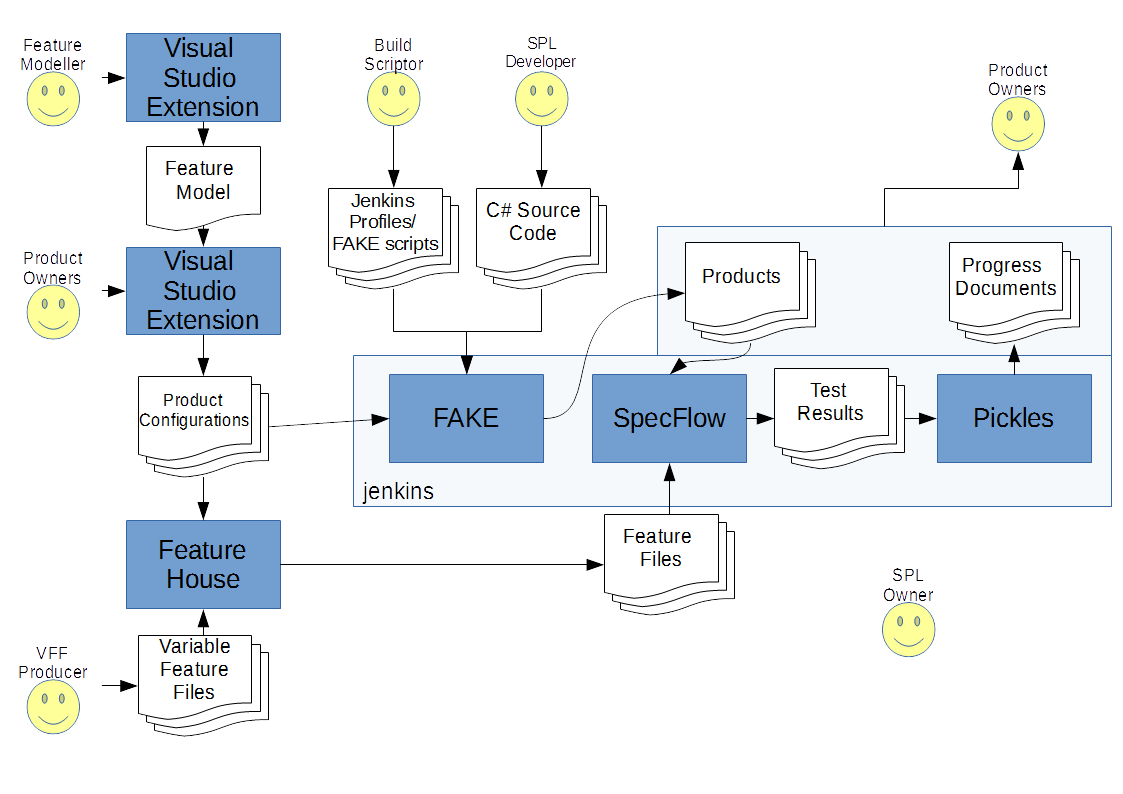 Feature
Modeller
Visual
Studio
Extension
Build
Scriptor
SPL
Developer
Product
Owners
Feature
Model
Jenkins
Profiles/
FAKE scripts
C# Source
Code
Product
Owners
Visual
Studio
Extension
Products
Progress
Documents
Product
Configurations
FAKE
SpecFlow
Test
Results
Pickles
jenkins
Feature
House
Feature
Files
SPL
Owner
VFF
Producer
Variable
Feature
Files